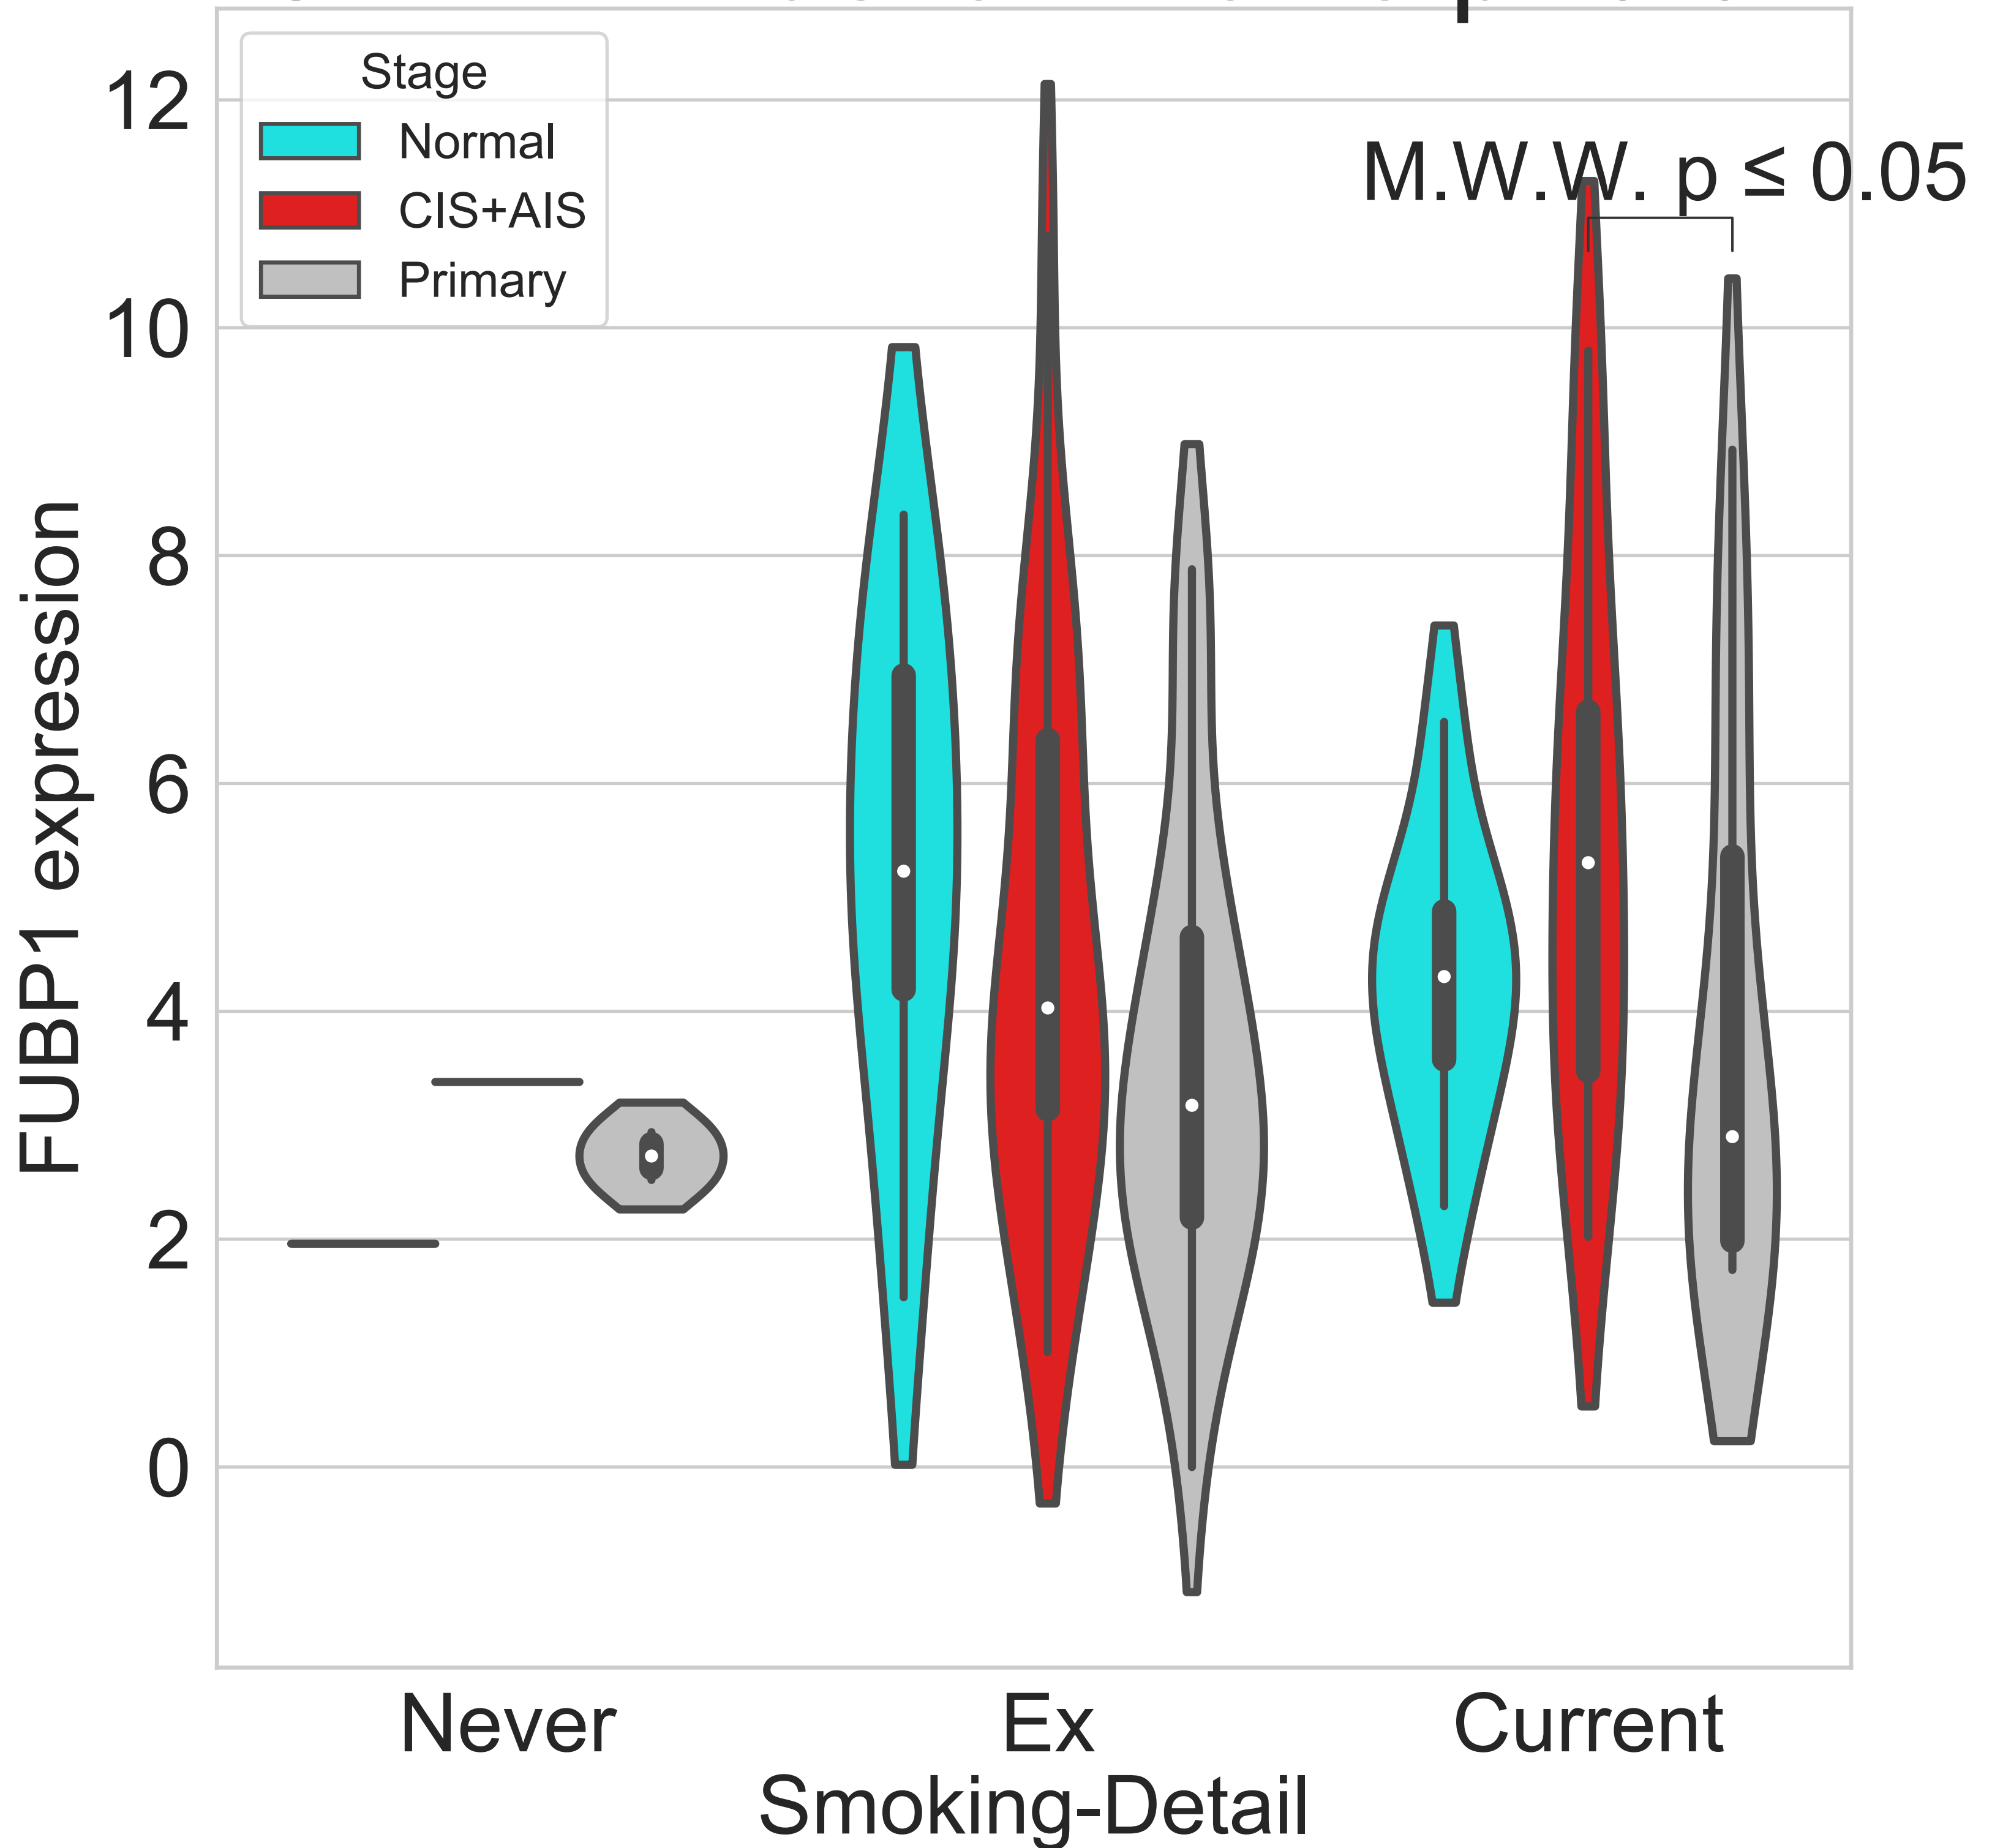 Stage
Normal
CIS+AIS
Primary
M.W.W. p ≤ 0.05
12
10
8
6
4
2
0
FUBP1 expression
Never
Ex
Current
Smoking-Detail